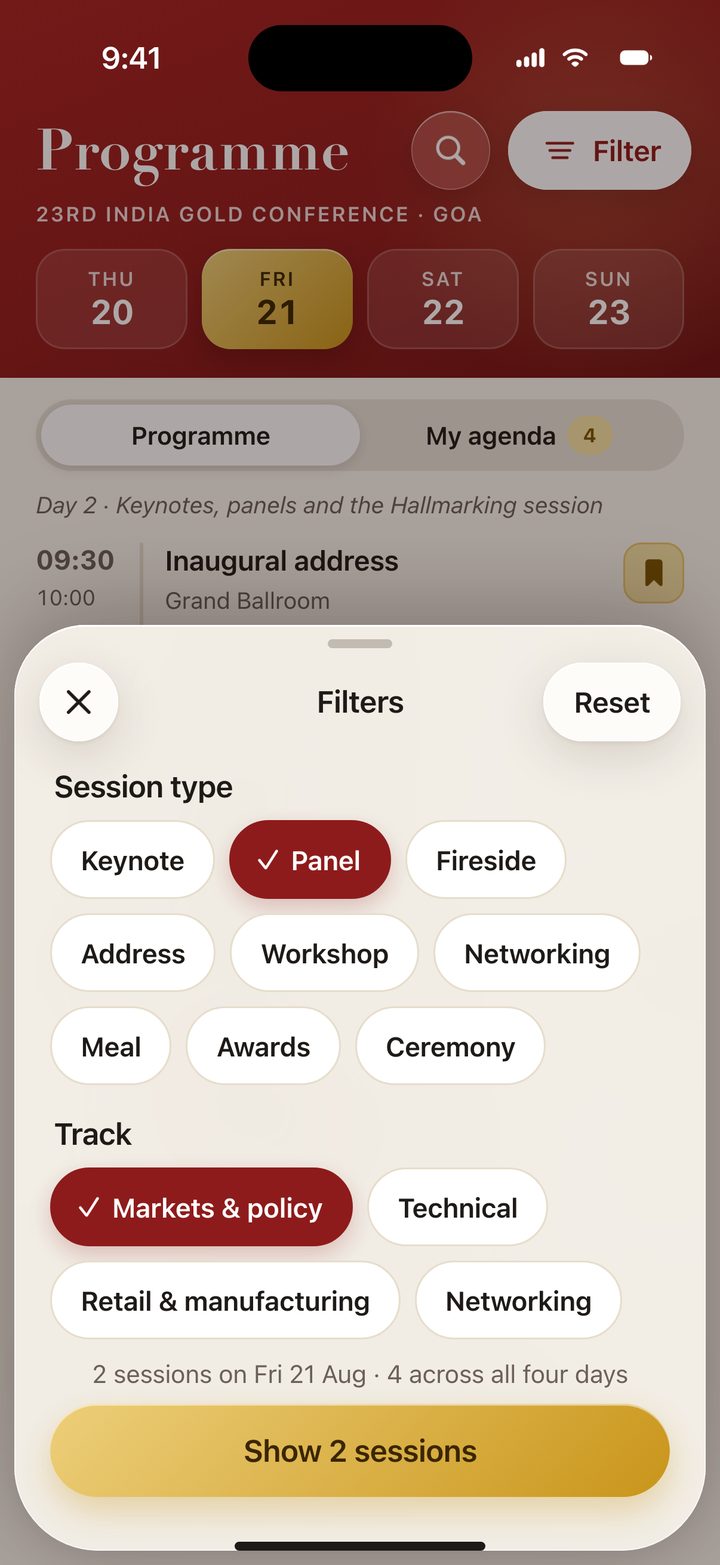 9:41
Programme
Filter
23RD INDIA GOLD CONFERENCE · GOA
THU FRI SAT SUN
20 21 22 23
Programme My agenda 4
Day 2 · Keynotes, panels and the Hallmarking session
09:30 Inaugural address
10:00 Grand Ballroom
Filters Reset
Session type
Keynote ✓ Panel Fireside
Address Workshop Networking
Meal Awards Ceremony
Track
✓ Markets & policy Technical
Retail & manufacturing Networking
2 sessions on Fri 21 Aug · 4 across all four days
Show 2 sessions